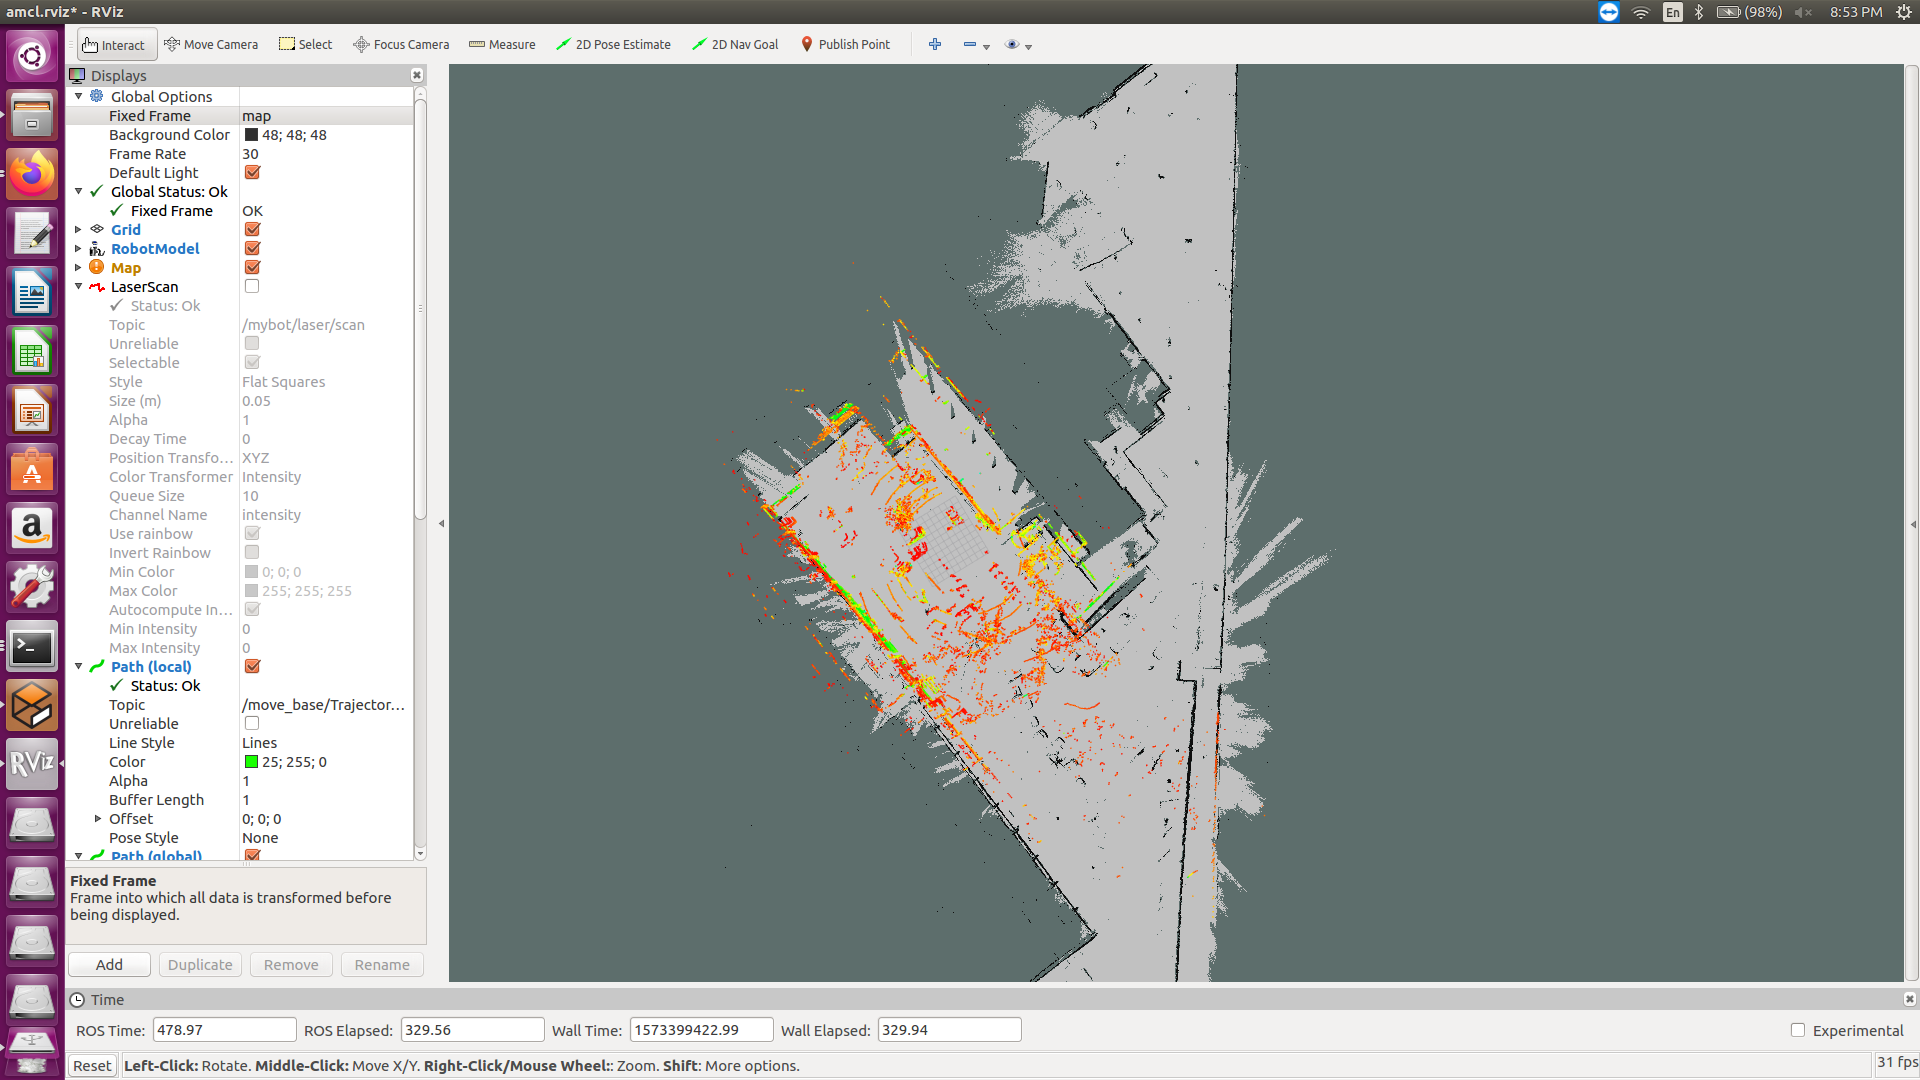 amcl.rviz* - RViz
En
(98%)
8:53 PM
Interact
Move Camera
Select
Focus Camera
Measure
2D Pose Estimate
2D Nav Goal
Publish Point
Displays
Global Options
Fixed Frame map
Background Color 48; 48; 48
Frame Rate 30
Default Light
Global Status: Ok
Fixed Frame OK
Grid
RobotModel
Map
LaserScan
Status: Ok
Topic /mybot/laser/scan
Unreliable
Selectable
Style Flat Squares
Size (m) 0.05
Alpha 1
Decay Time 0
Position Transfo... XYZ
Color Transformer Intensity
Queue Size 10
Channel Name intensity
Use rainbow
Invert Rainbow
Min Color 0; 0; 0
Max Color 255; 255; 255
Autocompute In...
Min Intensity 0
Max Intensity 0
Path (local)
Status: Ok
Topic /move_base/Trajector...
Unreliable
Line Style Lines
Color 25; 255; 0
Alpha 1
Buffer Length 1
Offset 0; 0; 0
Pose Style None
Path (global)
Fixed Frame
Frame into which all data is transformed before
being displayed.
Add
Duplicate
Remove
Rename
Time
ROS Time: 478.97
ROS Elapsed: 329.56
Wall Time: 1573399422.99
Wall Elapsed: 329.94
Experimental
Reset
Left-Click: Rotate. Middle-Click: Move X/Y. Right-Click/Mouse Wheel:: Zoom. Shift: More options.
31 fps
RViz